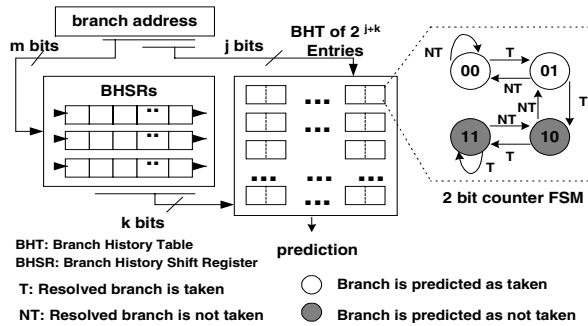 branch address
m bits
j bits
BHT of 2 j+k
Entries
BHSRs
k bits
prediction
NT
T
00
01
NT
NT
T
11
NT
10
T
T
2 bit counter FSM
BHT: Branch History Table
BHSR: Branch History Shift Register
T: Resolved branch is taken
NT: Resolved branch is not taken
Branch is predicted as taken
Branch is predicted as not taken